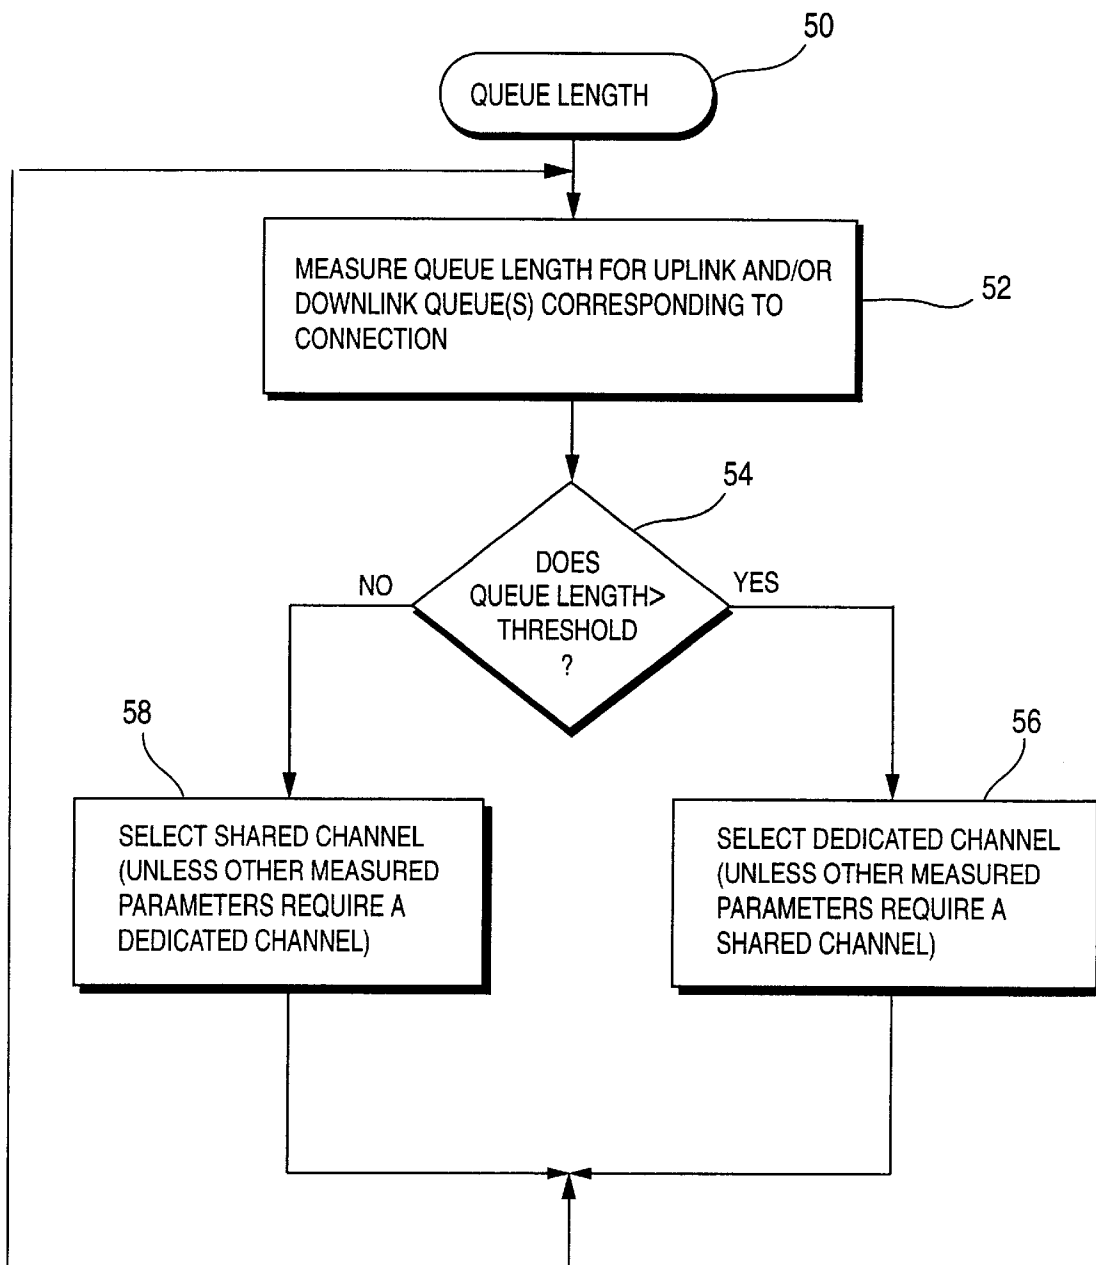 50
QUEUE LENGTH
MEASURE QUEUE LENGTH FOR UPLINK AND/OR
DOWNLINK QUEUE(S) CORRESPONDING TO
CONNECTION
52
54
DOES
QUEUE LENGTH>
THRESHOLD
?
NO
YES
58
56
SELECT SHARED CHANNEL
(UNLESS OTHER MEASURED
PARAMETERS REQUIRE A
DEDICATED CHANNEL)
SELECT DEDICATED CHANNEL
(UNLESS OTHER MEASURED
PARAMETERS REQUIRE A
SHARED CHANNEL)